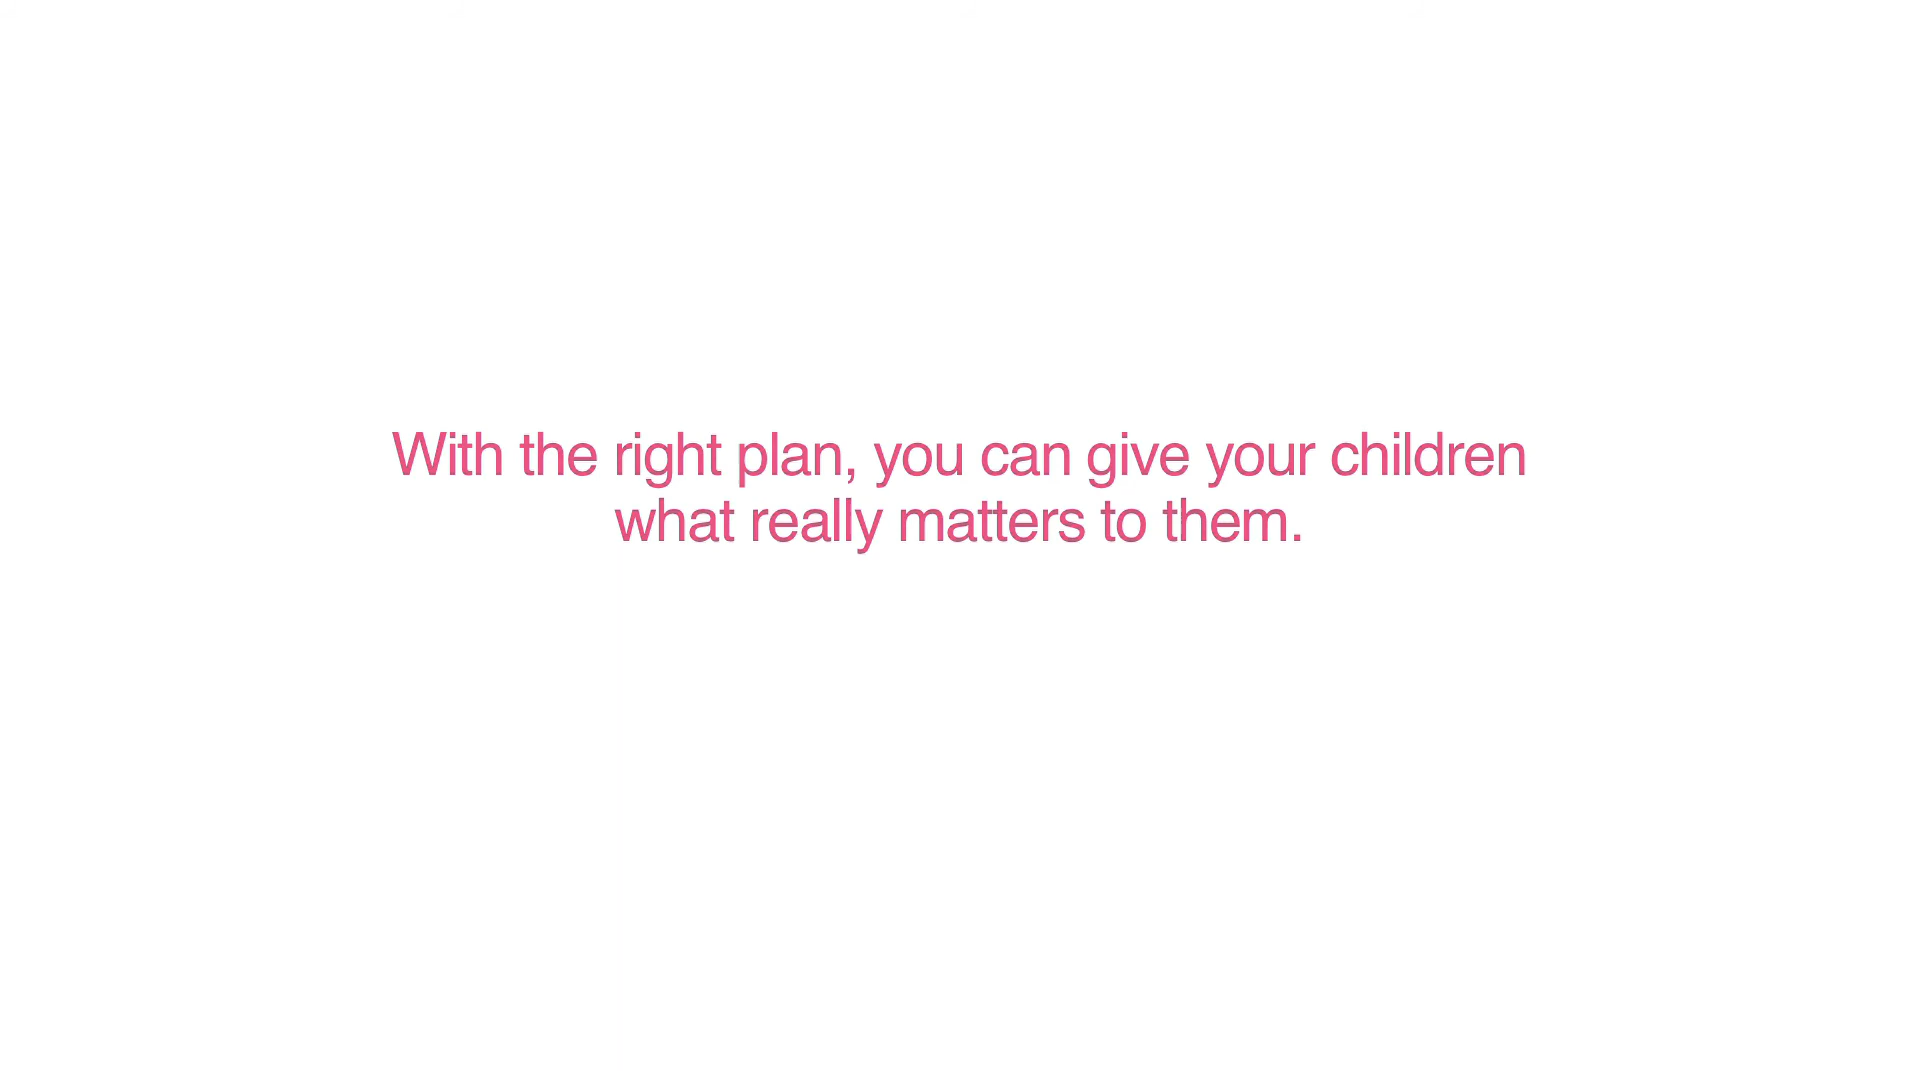 With the right plan, you can give your children
what really matters to them.